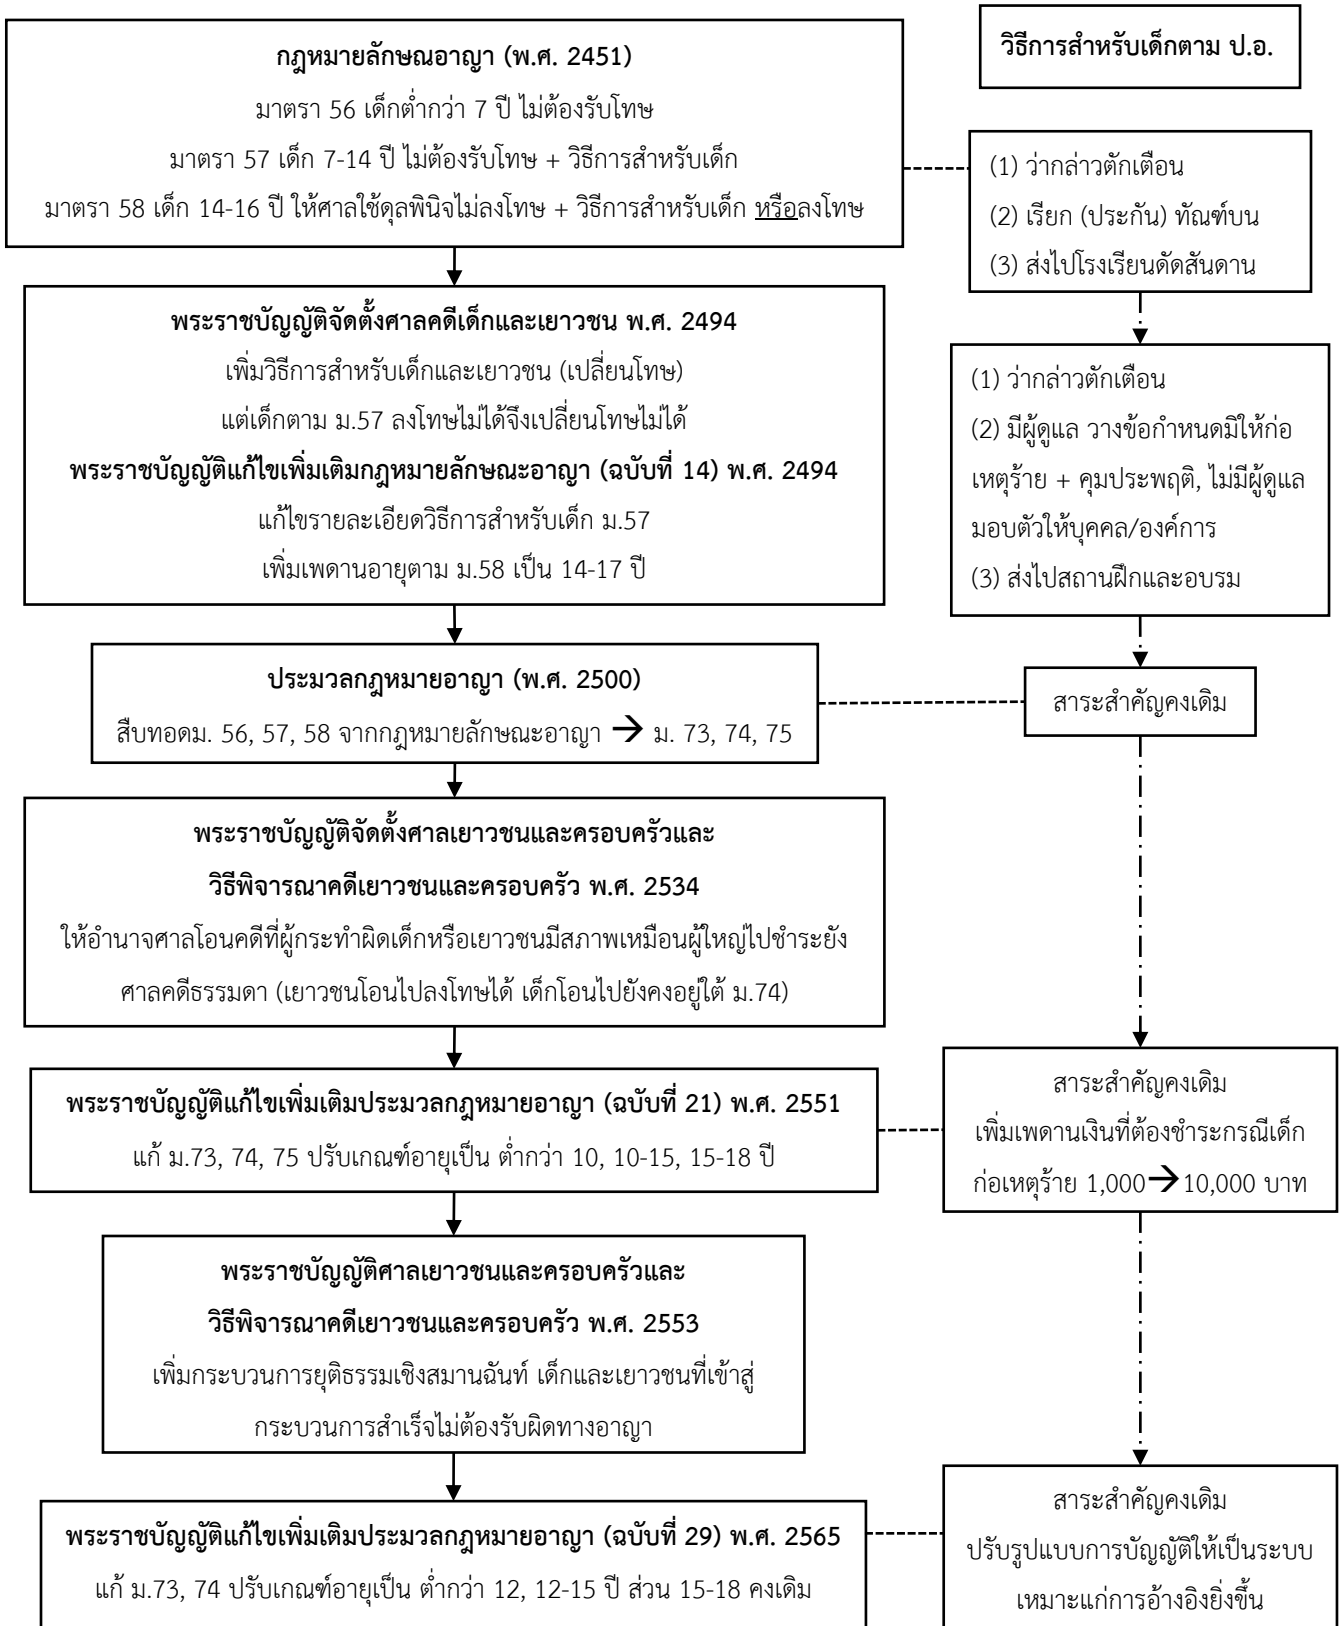 กฎหมายลักษณอาญา (พ.ศ. 2451)
มาตรา 56 เด็กต่ำกว่า 7 ปี ไม่ต้องรับโทษ
มาตรา 57 เด็ก 7-14 ปี ไม่ต้องรับโทษ + วิธีการสำหรับเด็ก
มาตรา 58 เด็ก 14-16 ปี ให้ศาลใช้ดุลพินิจไม่ลงโทษ + วิธีการสำหรับเด็ก หรือลงโทษ
วิธีการสำหรับเด็กตาม ป.อ.
(1) ว่ากล่าวตักเตือน
(2) เรียก (ประกัน) ทัณฑ์บน
(3) ส่งไปโรงเรียนดัดสันดาน
พระราชบัญญัติจัดตั้งศาลคดีเด็กและเยาวชน พ.ศ. 2494
เพิ่มวิธีการสำหรับเด็กและเยาวชน (เปลี่ยนโทษ)
แต่เด็กตาม ม.57 ลงโทษไม่ได้จึงเปลี่ยนโทษไม่ได้
พระราชบัญญัติแก้ไขเพิ่มเติมกฎหมายลักษณะอาญา (ฉบับที่ 14) พ.ศ. 2494
แก้ไขรายละเอียดวิธีการสำหรับเด็ก ม.57
เพิ่มเพดานอายุตาม ม.58 เป็น 14-17 ปี
(1) ว่ากล่าวตักเตือน
(2) มีผู้ดูแล วางข้อกำหนดมิให้ก่อ
เหตุร้าย + คุมประพฤติ, ไม่มีผู้ดูแล
มอบตัวให้บุคคล/องค์การ
(3) ส่งไปสถานฝึกและอบรม
ประมวลกฎหมายอาญา (พ.ศ. 2500)
สืบทอดม. 56, 57, 58 จากกฎหมายลักษณะอาญา → ม. 73, 74, 75
สาระสำคัญคงเดิม
พระราชบัญญัติจัดตั้งศาลเยาวชนและครอบครัวและ
วิธีพิจารณาคดีเยาวชนและครอบครัว พ.ศ. 2534
ให้อำนาจศาลโอนคดีที่ผู้กระทำผิดเด็กหรือเยาวชนมีสภาพเหมือนผู้ใหญ่ไปชำระยัง
ศาลคดีธรรมดา (เยาวชนโอนไปลงโทษได้ เด็กโอนไปยังคงอยู่ใต้ ม.74)
พระราชบัญญัติแก้ไขเพิ่มเติมประมวลกฎหมายอาญา (ฉบับที่ 21) พ.ศ. 2551
แก้ ม.73, 74, 75 ปรับเกณฑ์อายุเป็น ต่ำกว่า 10, 10-15, 15-18 ปี
สาระสำคัญคงเดิม
เพิ่มเพดานเงินที่ต้องชำระกรณีเด็ก
ก่อเหตุร้าย 1,000→10,000 บาท
พระราชบัญญัติศาลเยาวชนและครอบครัวและ
วิธีพิจารณาคดีเยาวชนและครอบครัว พ.ศ. 2553
เพิ่มกระบวนการยุติธรรมเชิงสมานฉันท์ เด็กและเยาวชนที่เข้าสู่
กระบวนการสำเร็จไม่ต้องรับผิดทางอาญา
พระราชบัญญัติแก้ไขเพิ่มเติมประมวลกฎหมายอาญา (ฉบับที่ 29) พ.ศ. 2565
แก้ ม.73, 74 ปรับเกณฑ์อายุเป็น ต่ำกว่า 12, 12-15 ปี ส่วน 15-18 คงเดิม
สาระสำคัญคงเดิม
ปรับรูปแบบการบัญญัติให้เป็นระบบ
เหมาะแก่การอ้างอิงยิ่งขึ้น